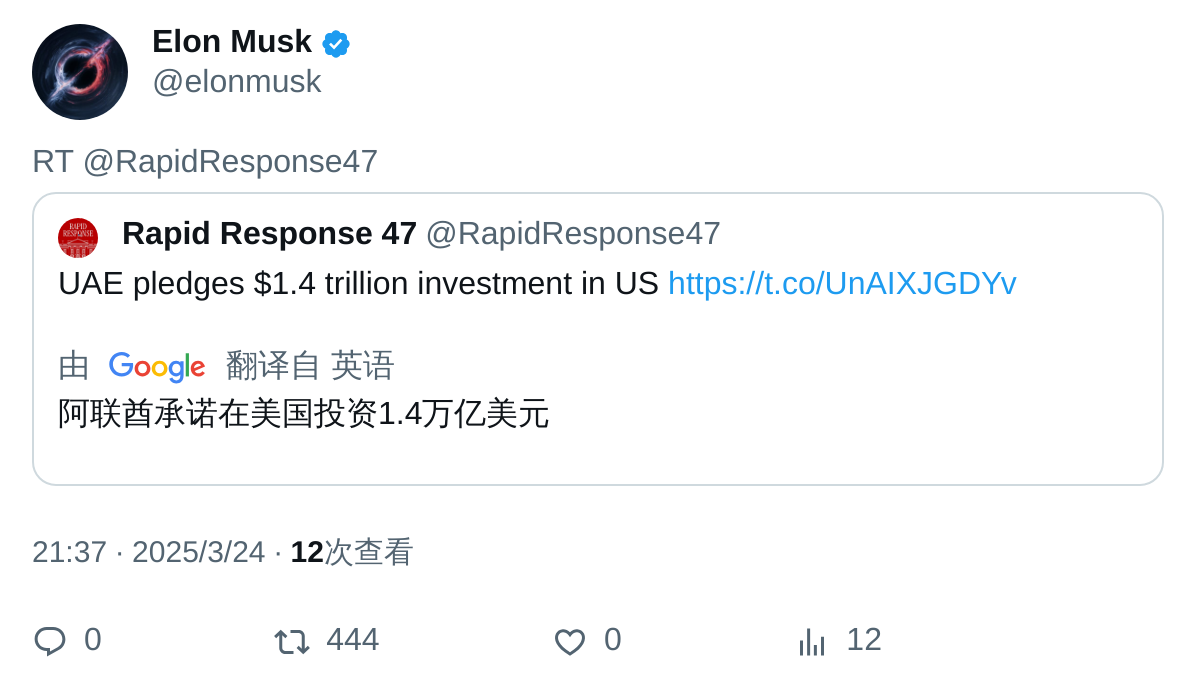 Elon Musk
@elonmusk
RT @RapidResponse47
RAPID
RESPONSE
Rapid Response 47 @RapidResponse47
UAE pledges $1.4 trillion investment in US https://t.co/UnAIXJGDYv
由 Google 翻译自 英语
阿联酋承诺在美国投资1.4万亿美元
21:37 · 2025/3/24 · 12次查看
0 444 0 12